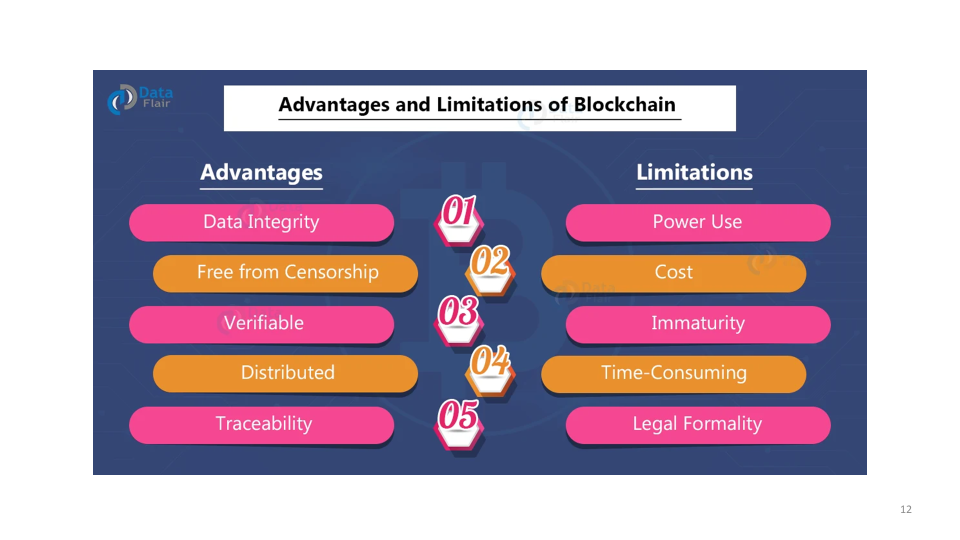 Data
Flair
Advantages and Limitations of Blockchain
Advantages
Limitations
Data Integrity
01
Power Use
Free from Censorship
02
Cost
Verifiable
03
Immaturity
Distributed
04
Time-Consuming
Traceability
05
Legal Formality
12